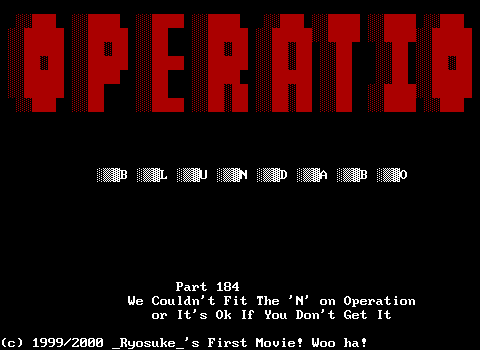 OPERATIO
B L U N D A B O
Part 184
We Couldn't Fit The 'N' on Operation
or It's Ok If You Don't Get It
(c) 1999/2000 _Ryosuke_'s First Movie! Woo ha!